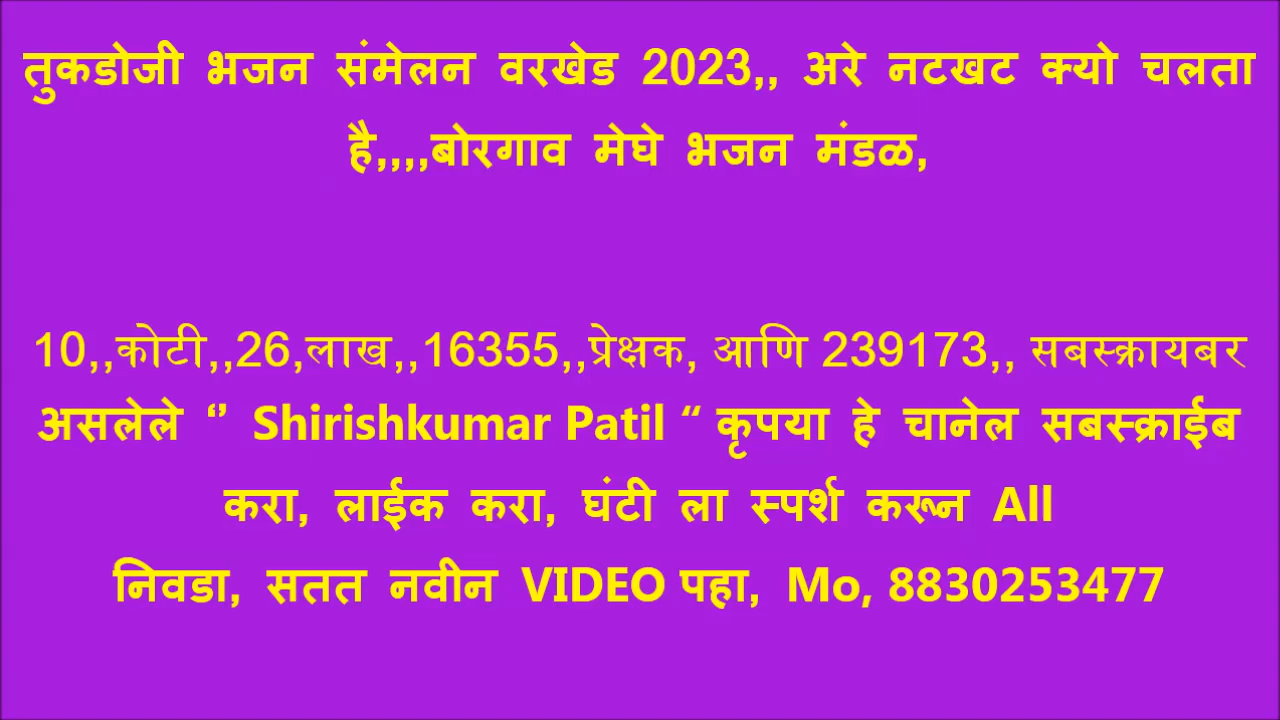 तुकडोजी भजन संमेलन वरखेड 2023,, अरे नटखट क्यो चलता
है,,,,बोरगाव मेघे भजन मंडळ,
10,,कोटी,,26,लाख,,16355,,प्रेक्षक, आणि 239173,, सबस्क्रायबर
असलेले ‘’ Shirishkumar Patil “ कृपया हे चानेल सबस्क्राईब
करा, लाईक करा, घंटी ला स्पर्श करून All
निवडा, सतत नवीन VIDEO पहा, Mo, 8830253477